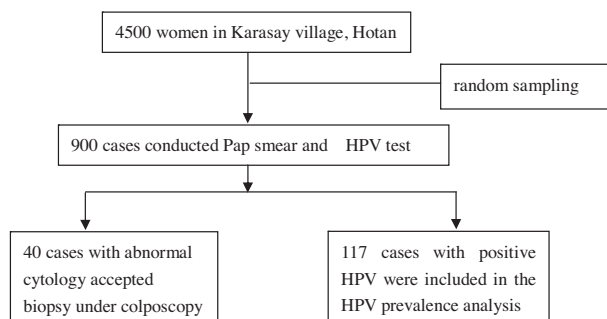 4500 women in Karasay village, Hotan
random sampling
900 cases conducted Pap smear and HPV test
40 cases with abnormal
cytology accepted
biopsy under colposcopy
117 cases with positive
HPV were included in the
HPV prevalence analysis